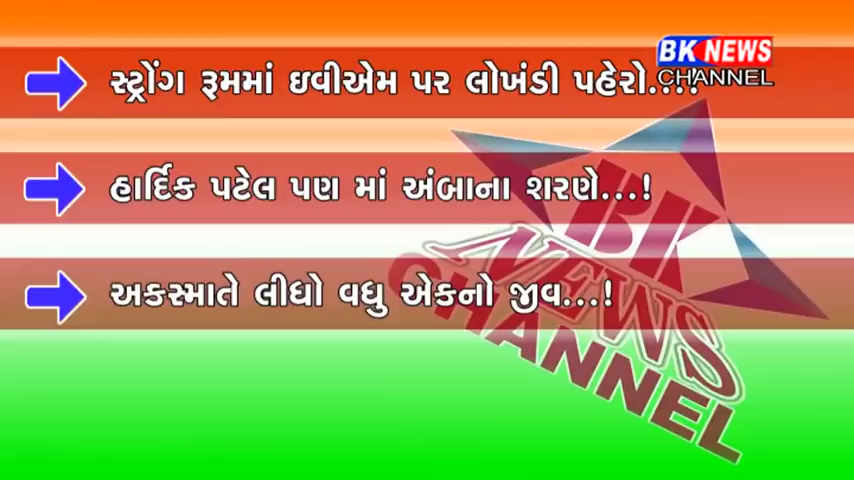 BK NEWS
CHANNEL
સ્ટ્રોંગ રૂમમાં ઇવીએમ પર લોખંડી પહેરો....
હાર્દિક પટેલ પણ માં અંબાના શરણે...!
અકસ્માતે લીધો વધુ એકનો જીવ...!
BK
NEWS
CHANNEL